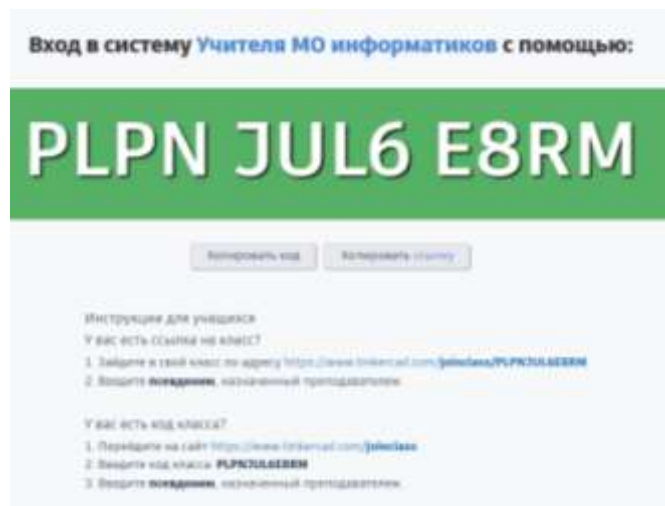 Вход в систему Учителя МО информатиков с помощью:
PLPN JUL6 E8RM
Копировать код Копировать ссылку
Инструкции для учащихся
У вас есть ссылка на класс?
1. Зайдите в свой класс по адресу https://www.tinkercad.com/joinclass/PLPNJUL6E8RM
2. Введите псевдоним, назначенный преподавателем.
У вас есть код класса?
1. Перейдите на сайт https://www.tinkercad.com/joinclass
2. Введите код класса: PLPNJUL6E8RM
3. Введите псевдоним, назначенный преподавателем.